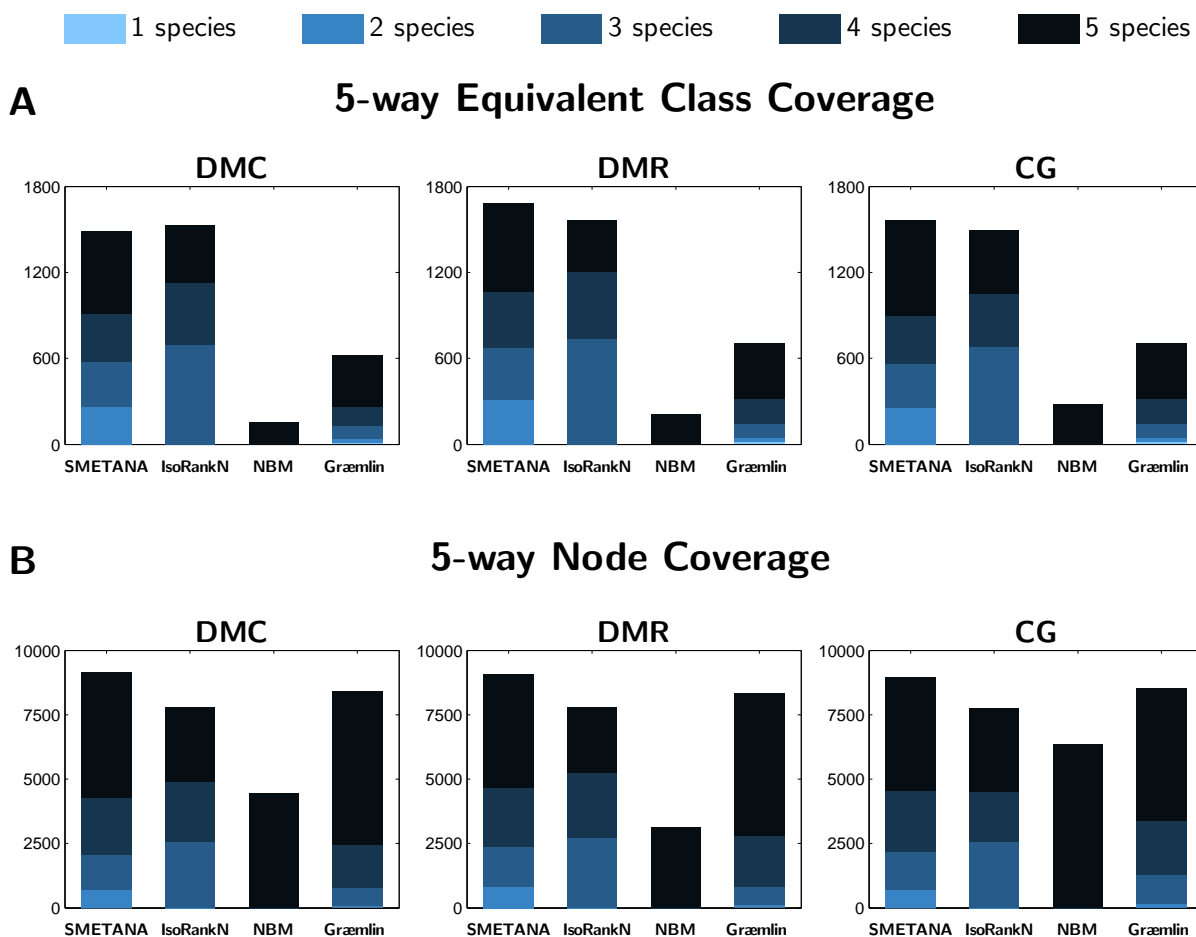 1 species 2 species 3 species 4 species 5 species
A 5-way Equivalent Class Coverage
DMC DMR CG
1800 1800 1800
1200 1200 1200
600 600 600
0 0 0
SMETANA IsoRankN NBM Græmlin SMETANA IsoRankN NBM Græmlin SMETANA IsoRankN NBM Græmlin
B 5-way Node Coverage
DMC DMR CG
10000 10000 10000
7500 7500 7500
5000 5000 5000
2500 2500 2500
0 0 0
SMETANA IsoRankN NBM Græmlin SMETANA IsoRankN NBM Græmlin SMETANA IsoRankN NBM Græmlin